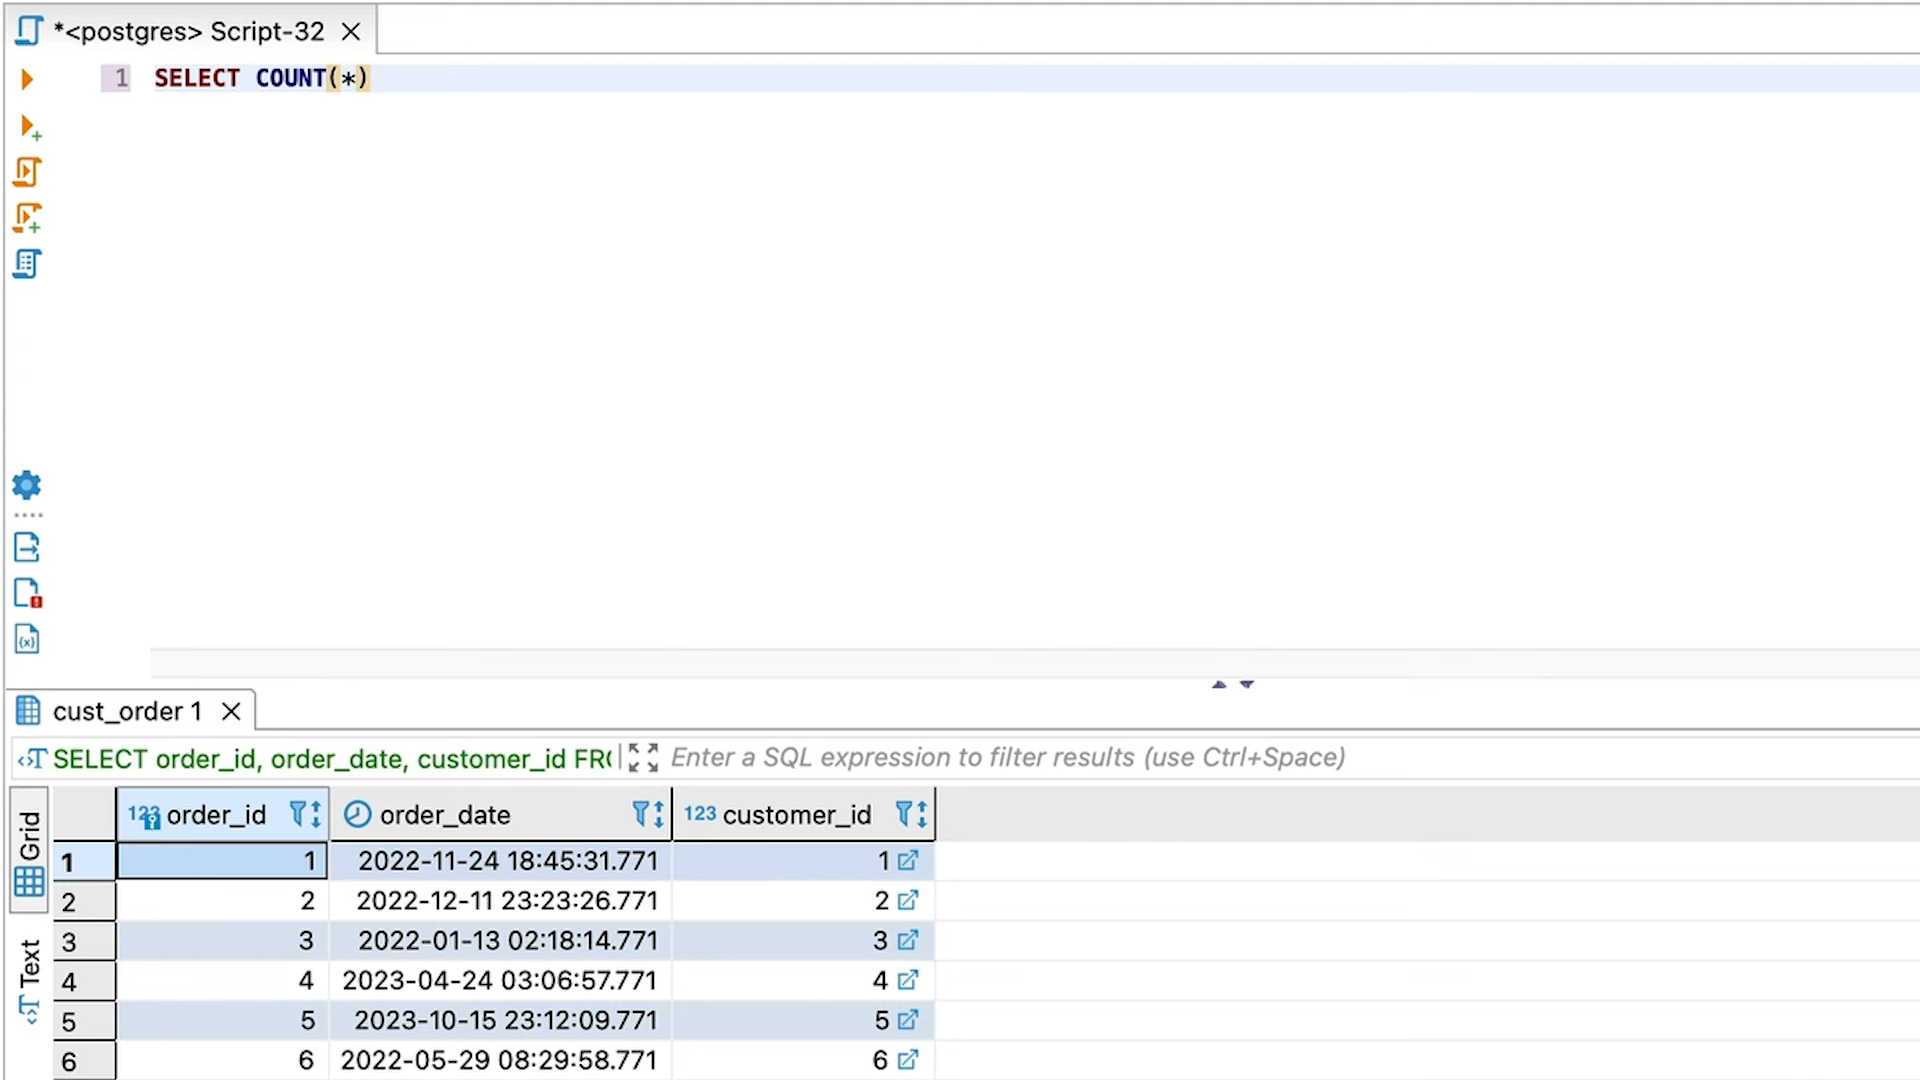 *<postgres> Script-32
1 SELECT COUNT(*)
cust_order 1
SELECT order_id, order_date, customer_id FR
Enter a SQL expression to filter results (use Ctrl+Space)
Grid
Text
123 order_id order_date 123 customer_id
1 1 2022-11-24 18:45:31.771 1
2 2 2022-12-11 23:23:26.771 2
3 3 2022-01-13 02:18:14.771 3
4 4 2023-04-24 03:06:57.771 4
5 5 2023-10-15 23:12:09.771 5
6 6 2022-05-29 08:29:58.771 6